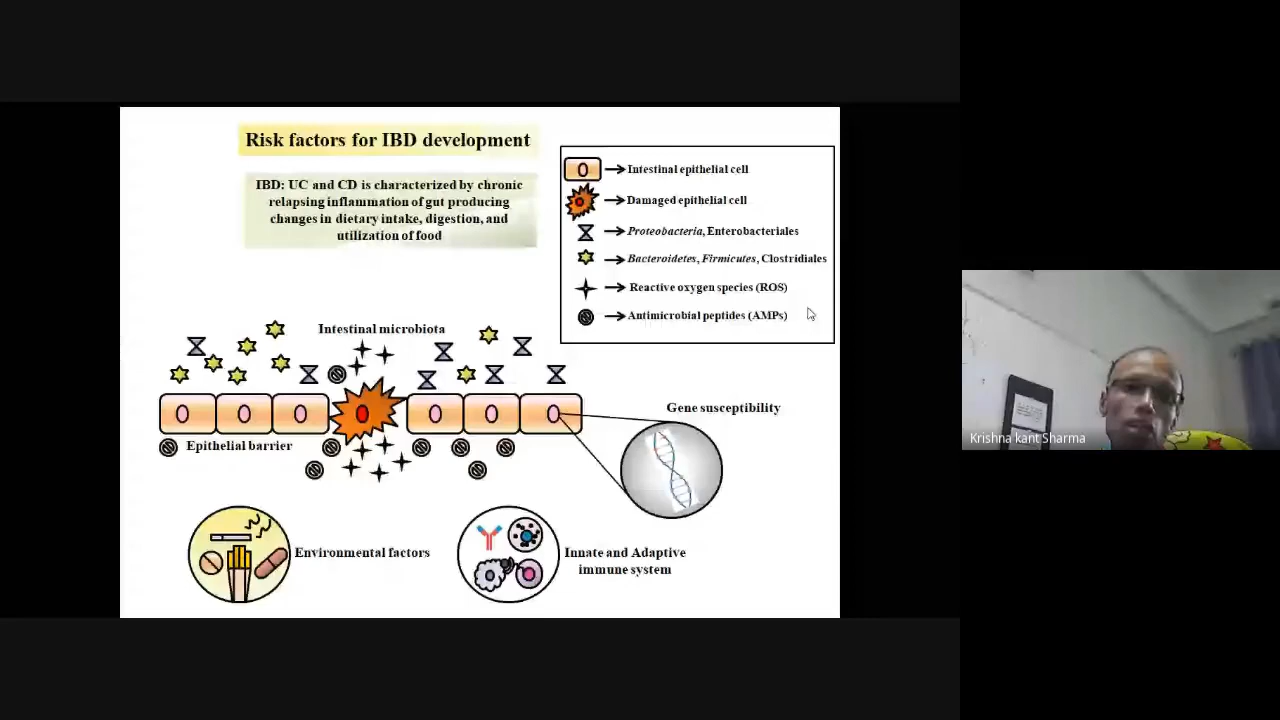 Risk factors for IBD development
IBD: UC and CD is characterized by chronic
relapsing inflammation of gut producing
changes in dietary intake, digestion, and
utilization of food
Intestinal epithelial cell
Damaged epithelial cell
Proteobacteria, Enterobacteriales
Bacteroidetes, Firmicutes, Clostridiales
Reactive oxygen species (ROS)
Antimicrobial peptides (AMPs)
Intestinal microbiota
Gene susceptibility
Epithelial barrier
Environmental factors
Innate and Adaptive
immune system
Krishna kant Sharma